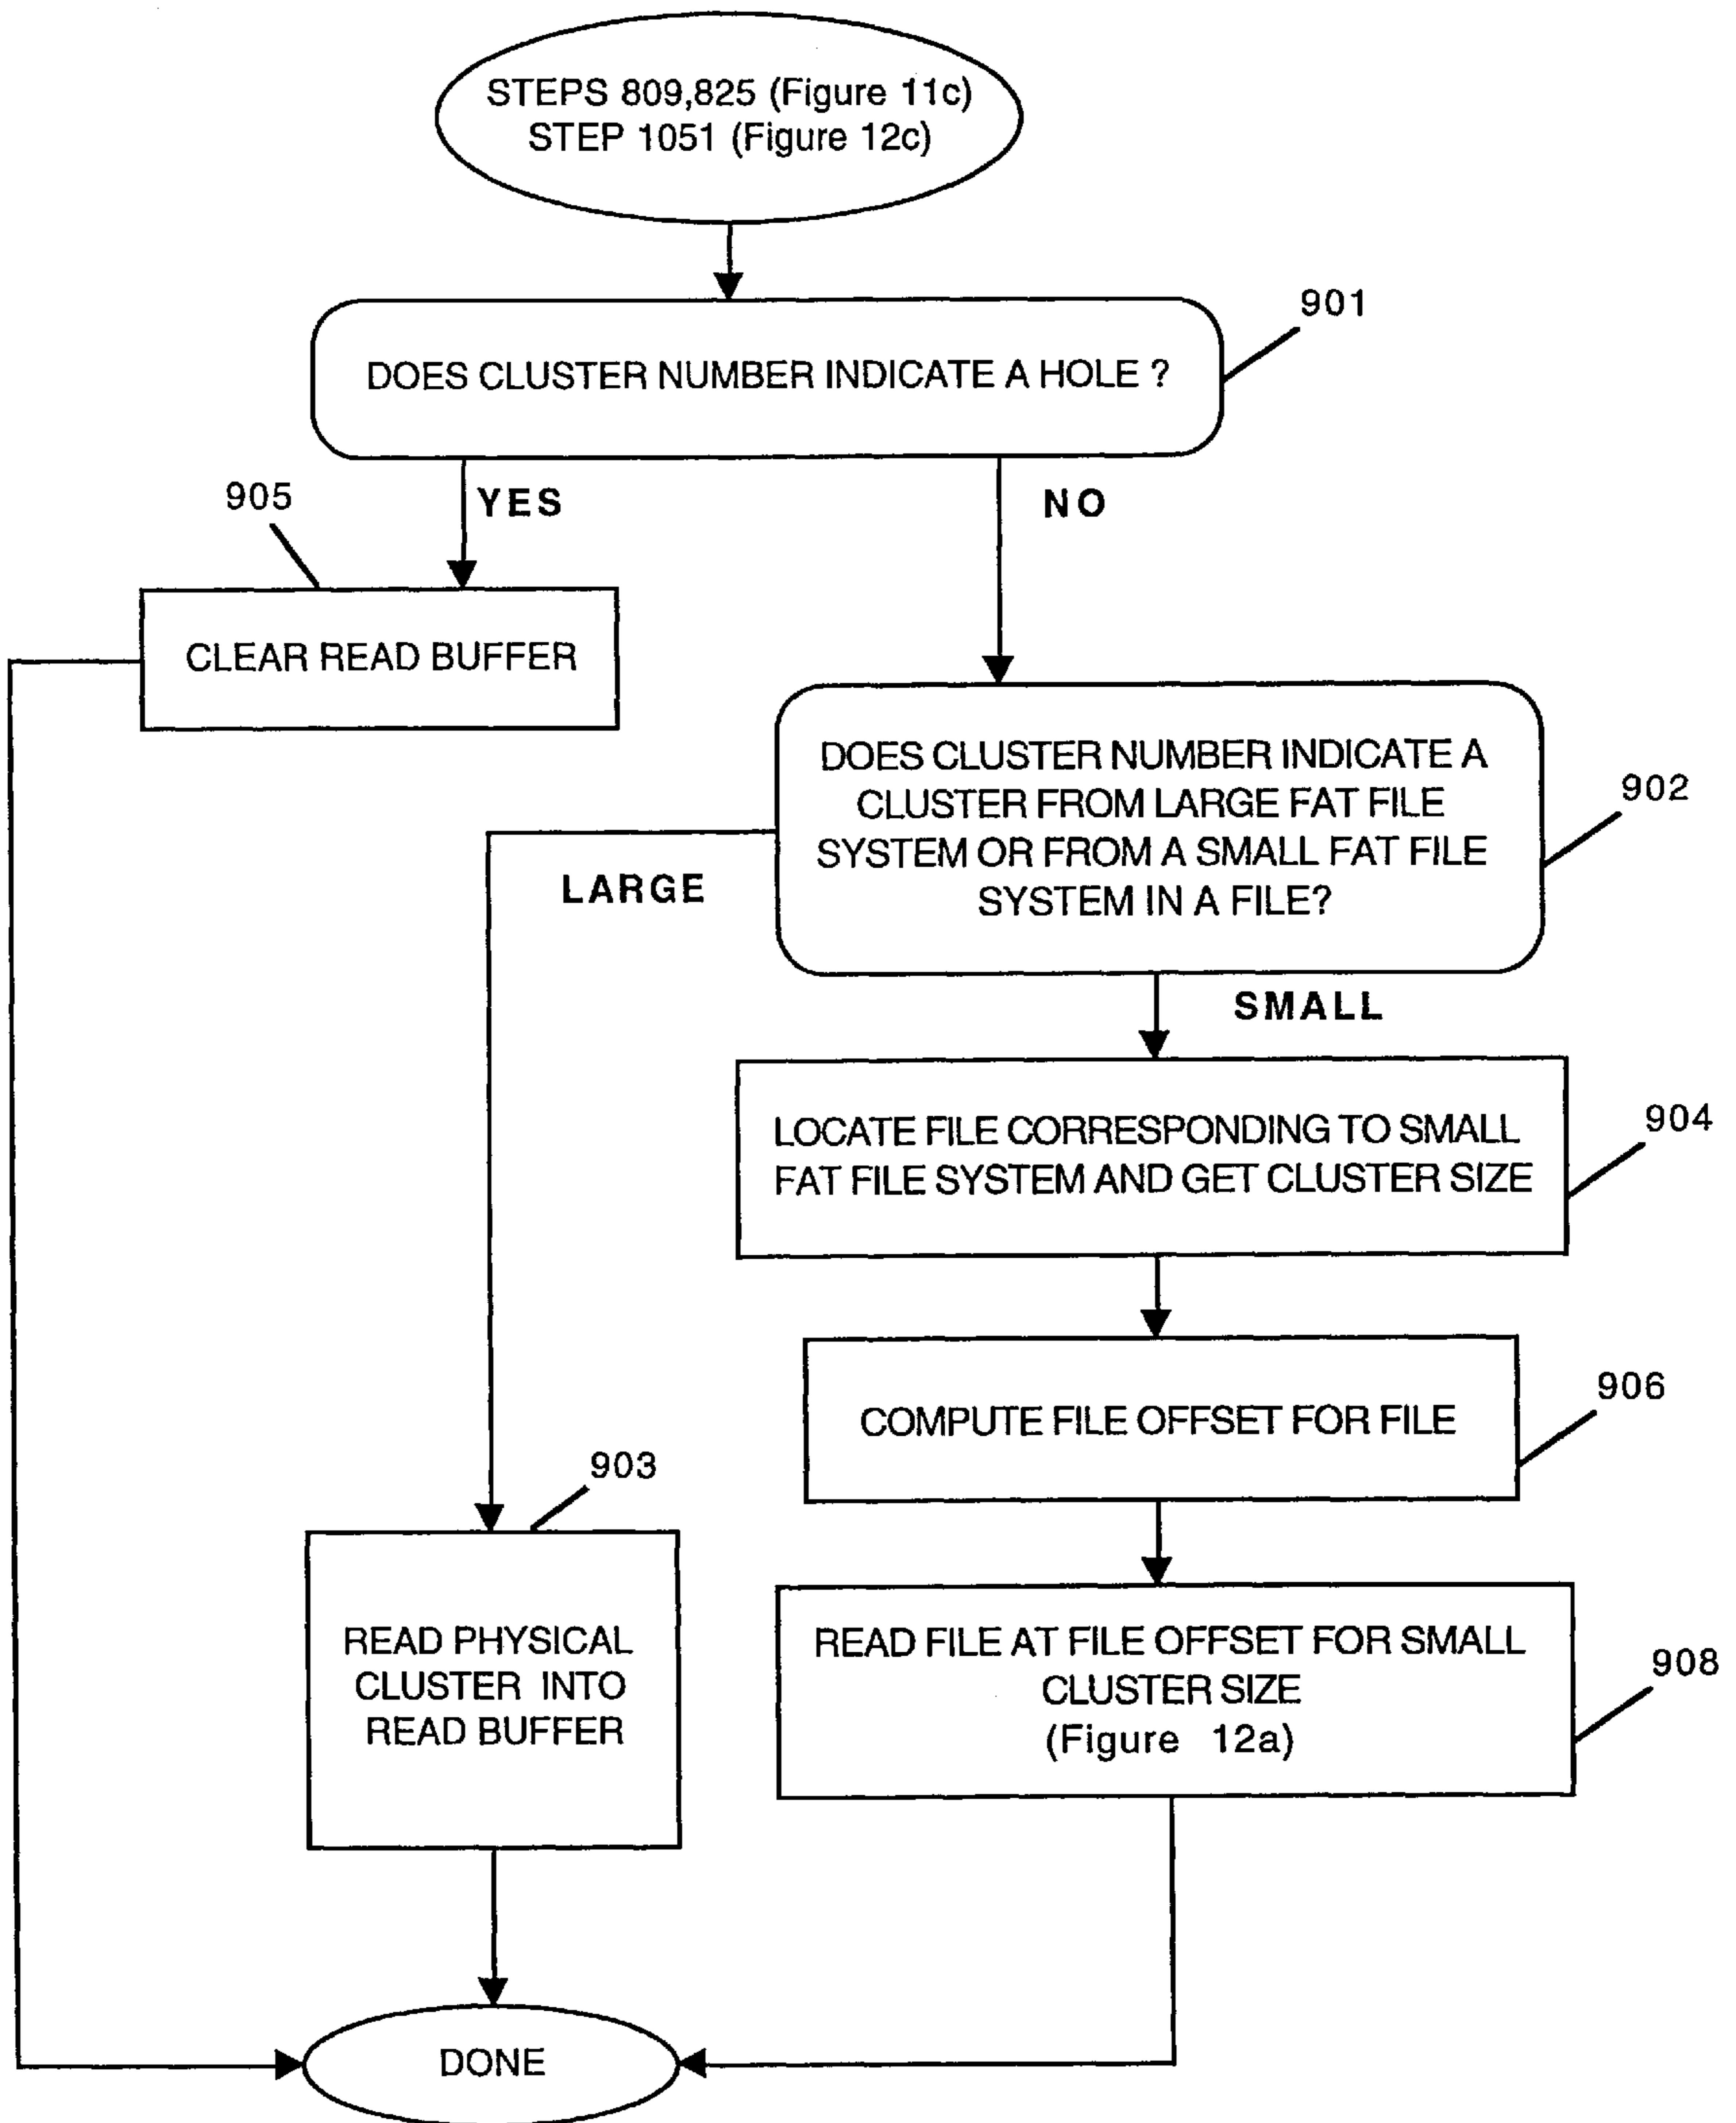 STEPS 809,825 (Figure 11c)
STEP 1051 (Figure 12c)
901
DOES CLUSTER NUMBER INDICATE A HOLE ?
905
YES
NO
CLEAR READ BUFFER
DOES CLUSTER NUMBER INDICATE A
CLUSTER FROM LARGE FAT FILE
SYSTEM OR FROM A SMALL FAT FILE
SYSTEM IN A FILE?
902
LARGE
SMALL
LOCATE FILE CORRESPONDING TO SMALL
FAT FILE SYSTEM AND GET CLUSTER SIZE
904
COMPUTE FILE OFFSET FOR FILE
906
903
READ PHYSICAL
CLUSTER INTO
READ BUFFER
READ FILE AT FILE OFFSET FOR SMALL
CLUSTER SIZE
(Figure 12a)
908
DONE